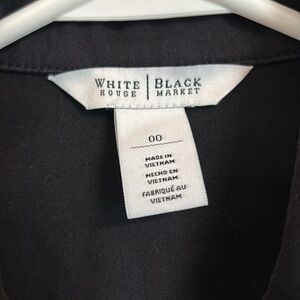 WHITE | BLACK
HOUSE | MARKET
00
MADE IN
VIETNAM
HECHO EN
VIETNAM
FABRIQUÉ AU
VIETNAM